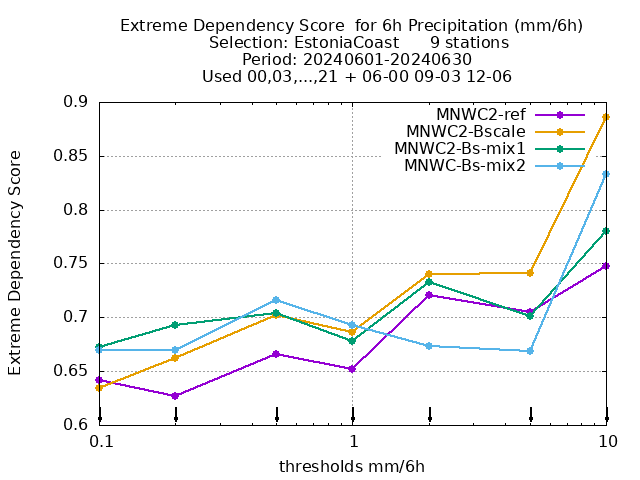 Extreme Dependency Score  for 6h Precipitation (mm/6h)
Selection: EstoniaCoast      9 stations
Period: 20240601-20240630
Used 00,03,...,21 + 06-00 09-03 12-06
MNWC2-ref
MNWC2-Bscale
MNWC2-Bs-mix1
MNWC-Bs-mix2
Extreme Dependency Score
0.9
0.85
0.8
0.75
0.7
0.65
0.6
0.1
1
10
thresholds mm/6h